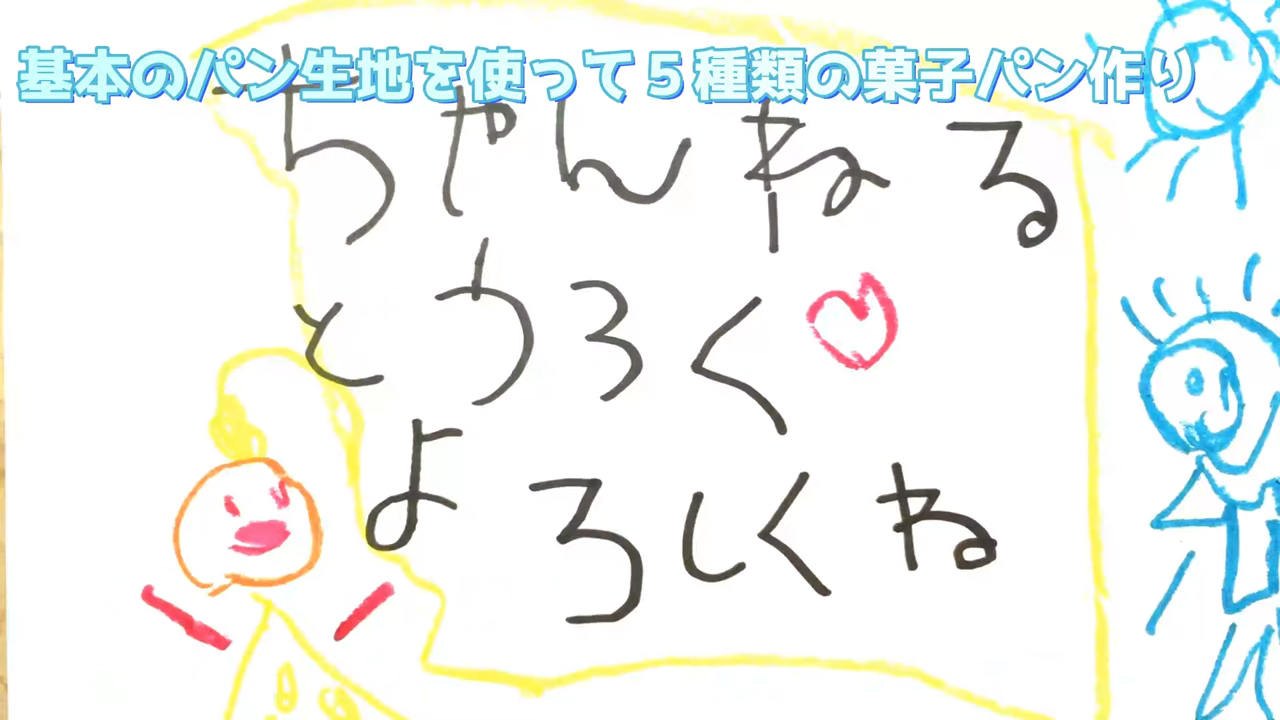 基本のパン生地を使って５種類の菓子パン作り
ちゃんねる
とうろく
よろしくね